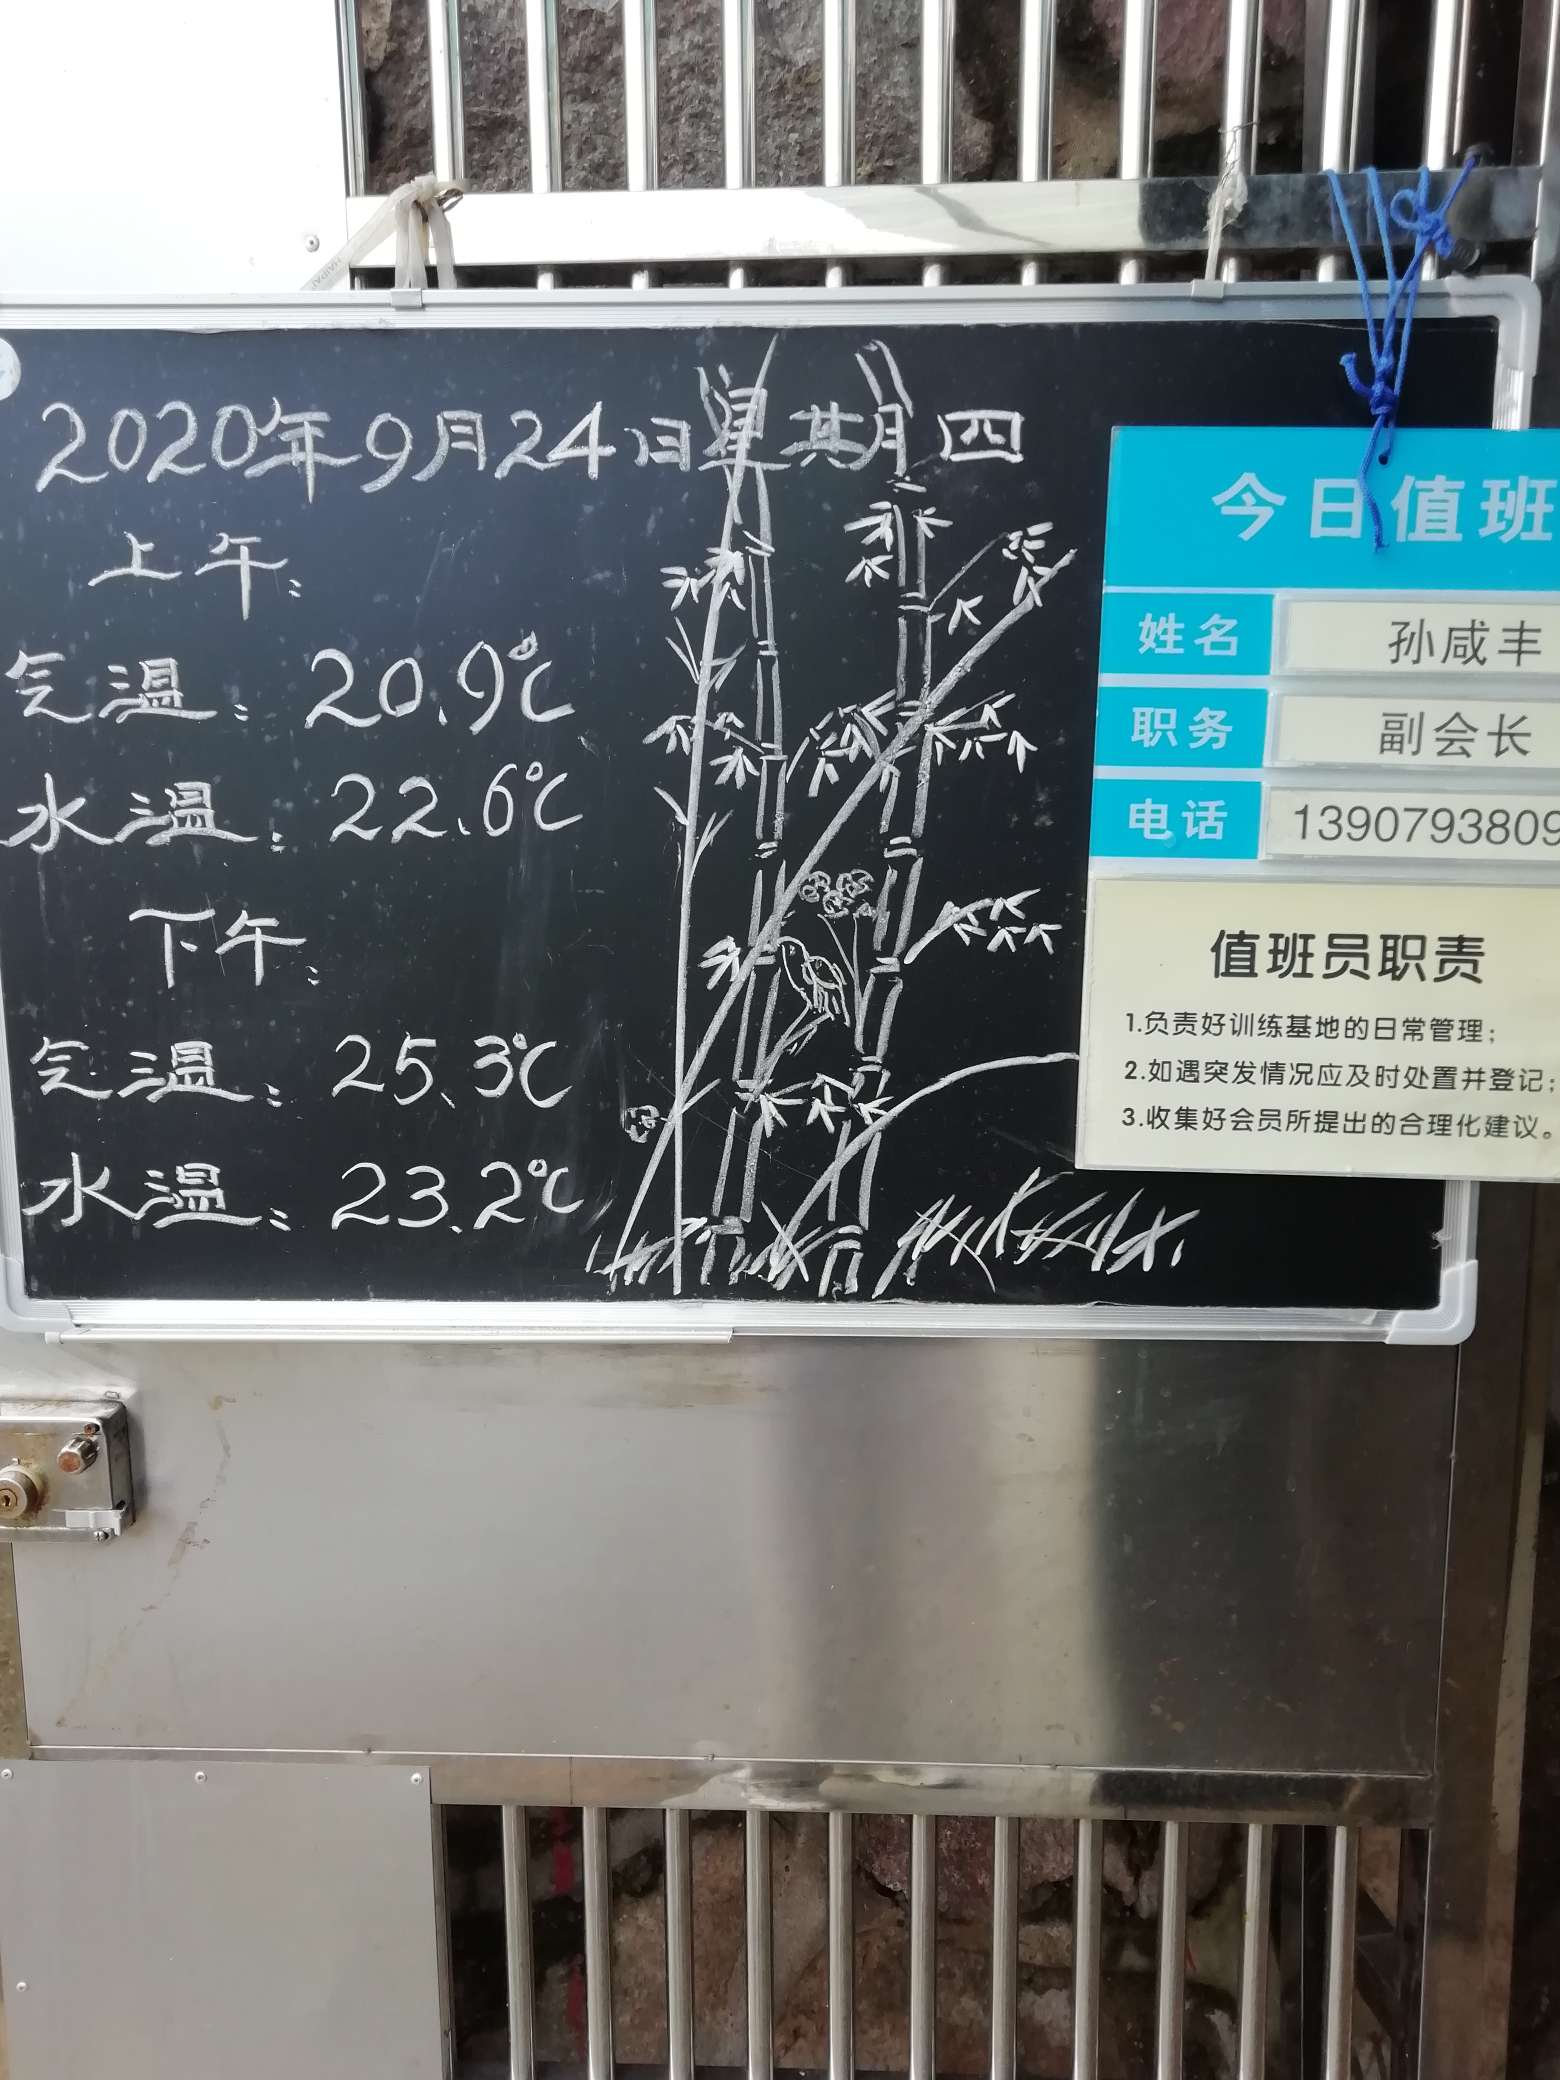 2020年9月24日星期四
上午:
气温:20.9℃
水温:22.6℃
下午:
气温:25.3℃
水温:23.2℃
今日值班
姓名 孙咸丰
职务 副会长
电话 1390793809
值班员职责
1.负责好训练基地的日常管理;
2.如遇突发情况应及时处置并登记;
3.收集好会员所提出的合理化建议。